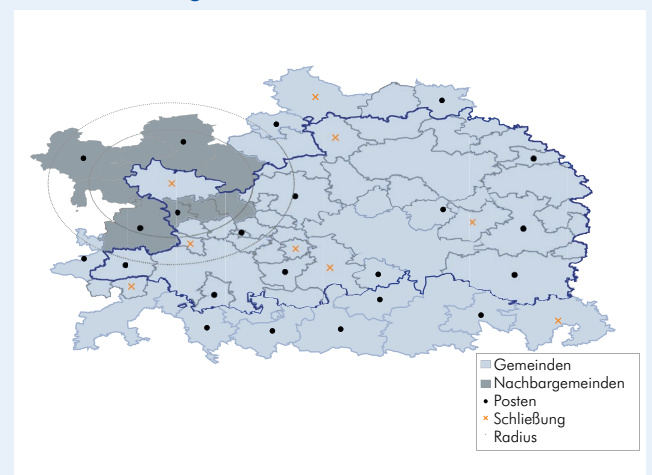 Gemeinden
Nachbargemeinden
Posten
Schließung
Radius